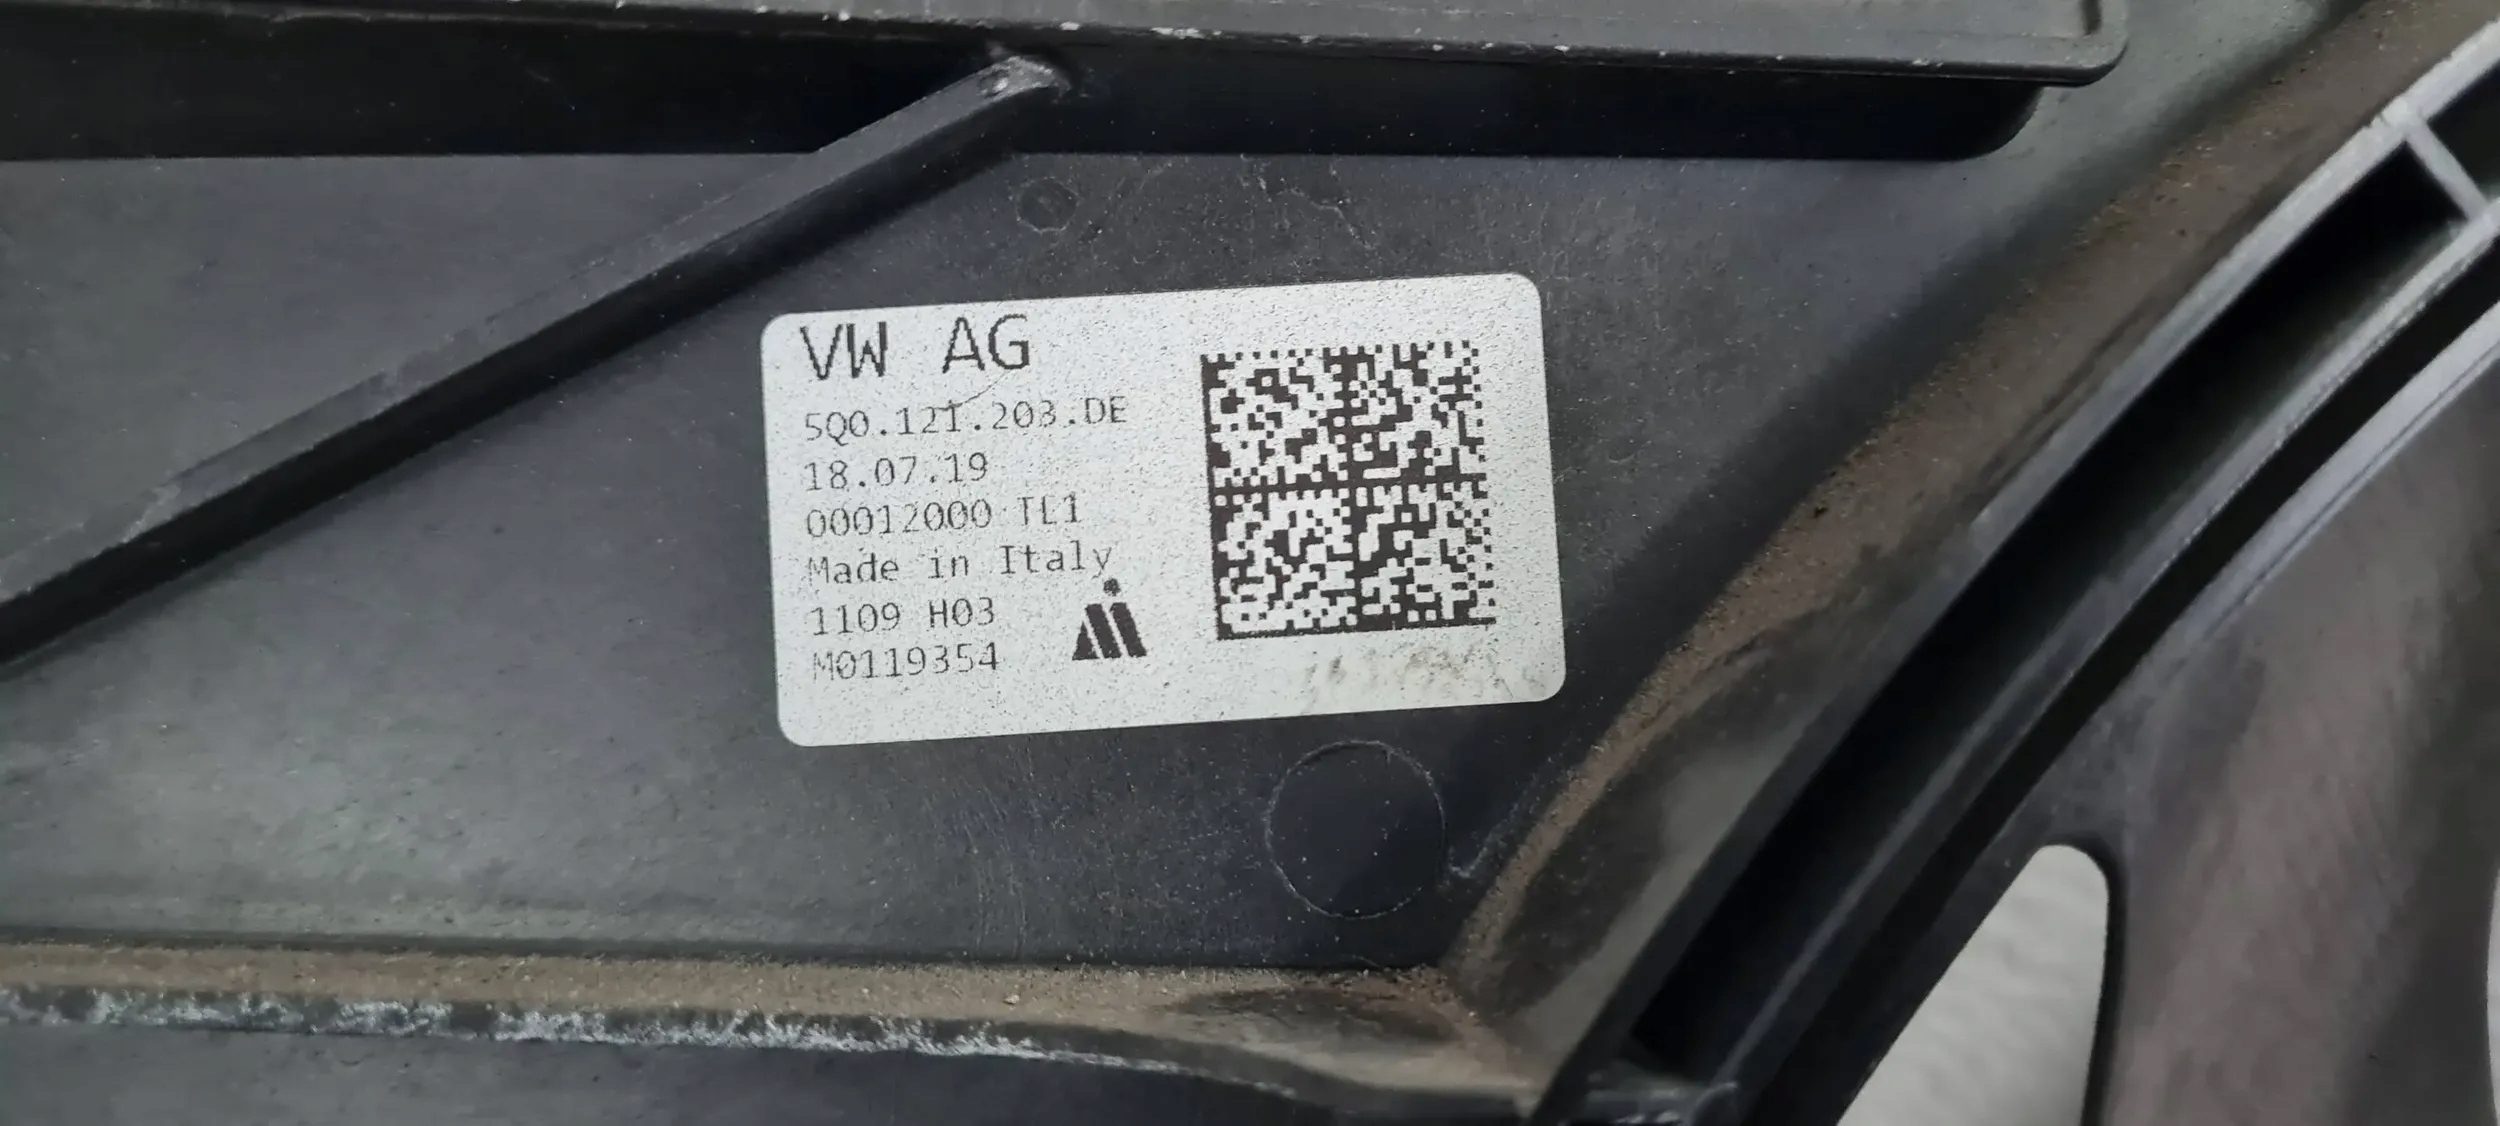 VW AG
5Q0.121.203.DE
18.07.19
00012000 TL1
Made in Italy
1109 H03
M0119354